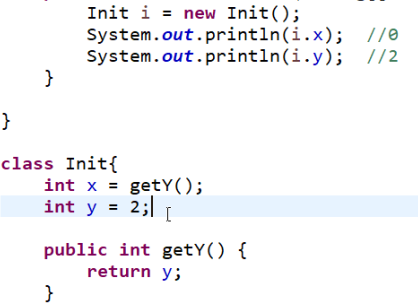 Init i = new Init();
System.out.println(i.x);  //0
System.out.println(i.y);  //2
}
}
class Init{
int x = getY();
int y = 2;
public int getY() {
return y;
}